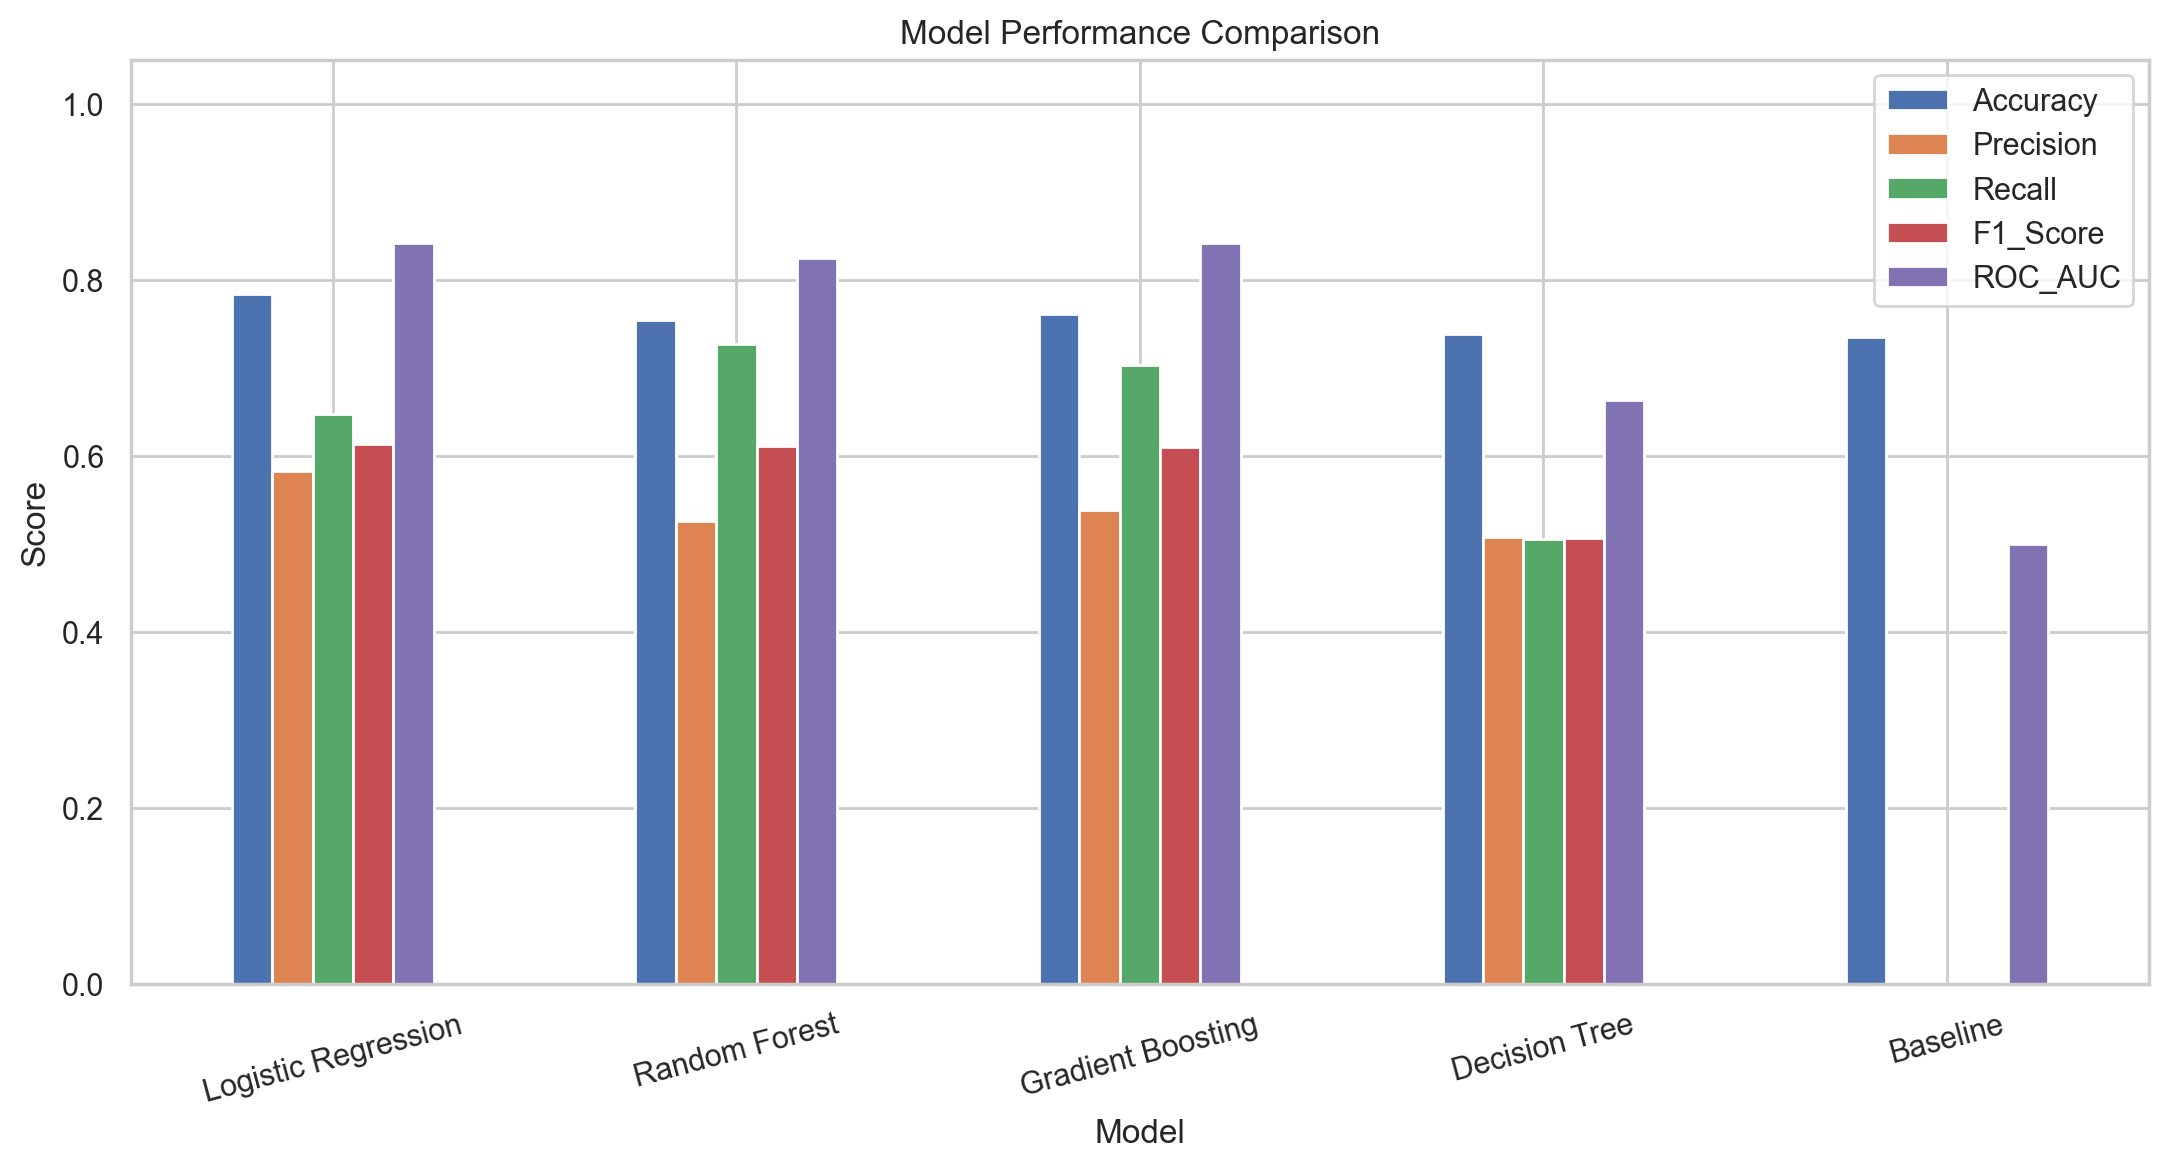 Model Performance Comparison
1.0
0.8
0.6
0.4
0.2
0.0
Score
Accuracy
Precision
Recall
F1_Score
ROC_AUC
Logistic Regression
Random Forest
Gradient Boosting
Decision Tree
Baseline
Model